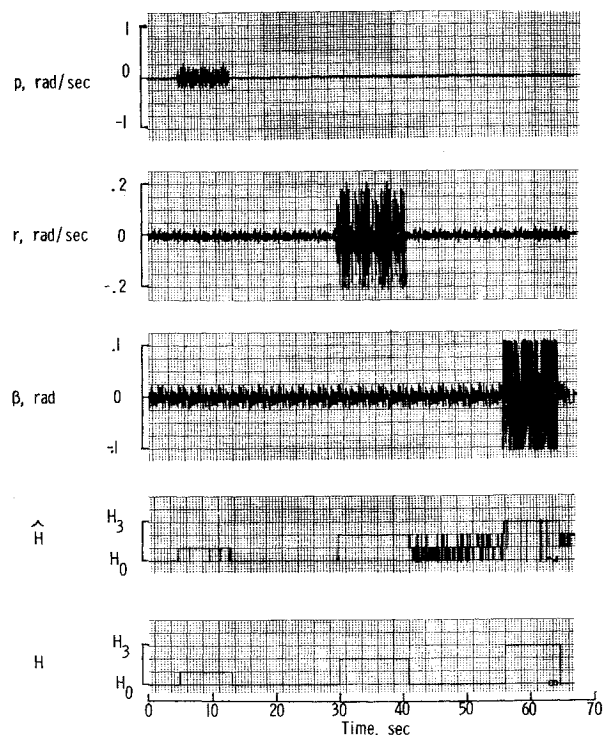 1
p, rad/sec 0
-1
.2
r, rad/sec 0
-.2
.1
β, rad 0
-.1
H3
Ĥ
H0
H3
H
H0
0 10 20 30 40 50 60 70
Time, sec